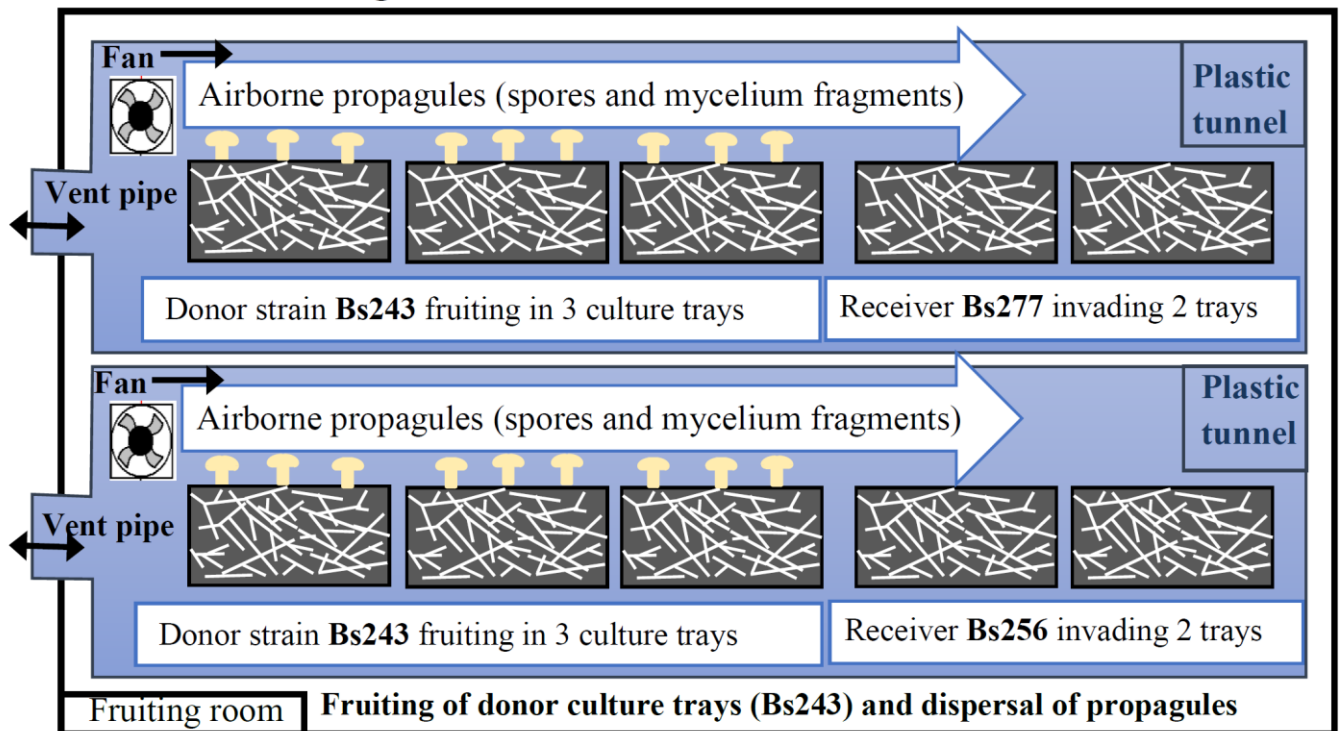 Fan
Airborne propagules (spores and mycelium fragments)
Plastic
tunnel
Vent pipe
Donor strain Bs243 fruiting in 3 culture trays
Receiver Bs277 invading 2 trays
Fan
Airborne propagules (spores and mycelium fragments)
Plastic
tunnel
Vent pipe
Donor strain Bs243 fruiting in 3 culture trays
Receiver Bs256 invading 2 trays
Fruiting room
Fruiting of donor culture trays (Bs243) and dispersal of propagules